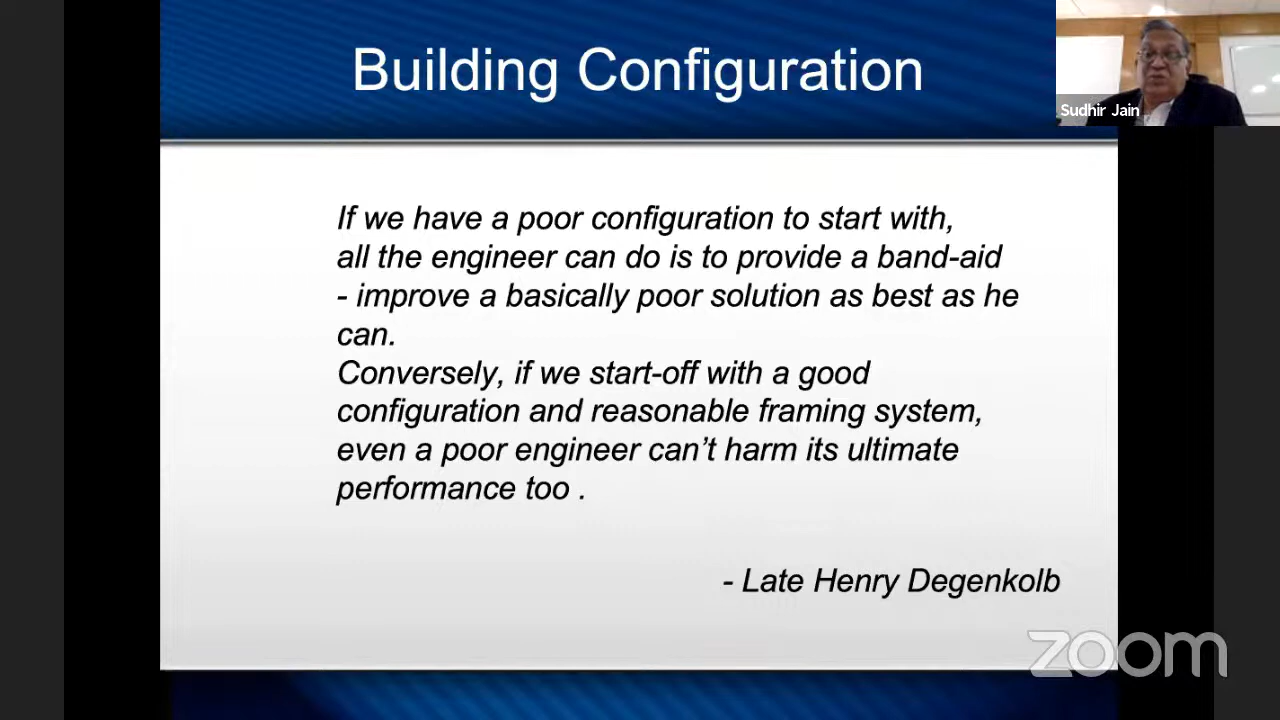 Building Configuration
Sudhir Jain
If we have a poor configuration to start with,
all the engineer can do is to provide a band-aid
- improve a basically poor solution as best as he
can.
Conversely, if we start-off with a good
configuration and reasonable framing system,
even a poor engineer can’t harm its ultimate
performance too .
- Late Henry Degenkolb
zoom